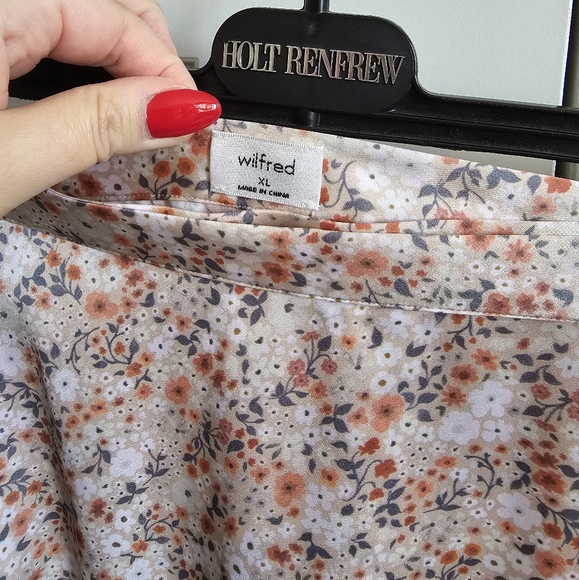 HOLT RENFREW
wilfred
XL
MADE IN CHINA